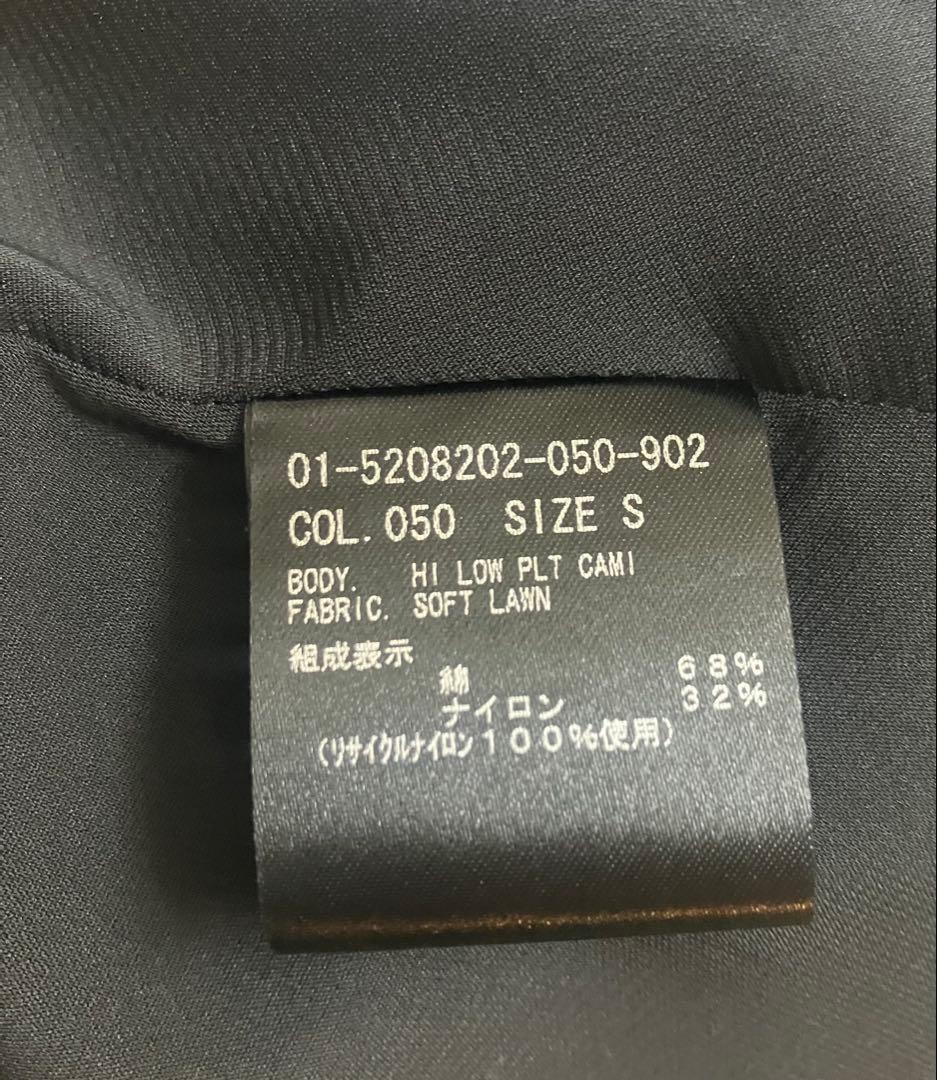 01-5208202-050-902
COL.050 SIZE S
BODY. HI LOW PLT CAMI
FABRIC. SOFT LAWN
組成表示
綿 68%
ナイロン 32%
(ﾘｻｲｸﾙﾅｲﾛﾝ100%使用)